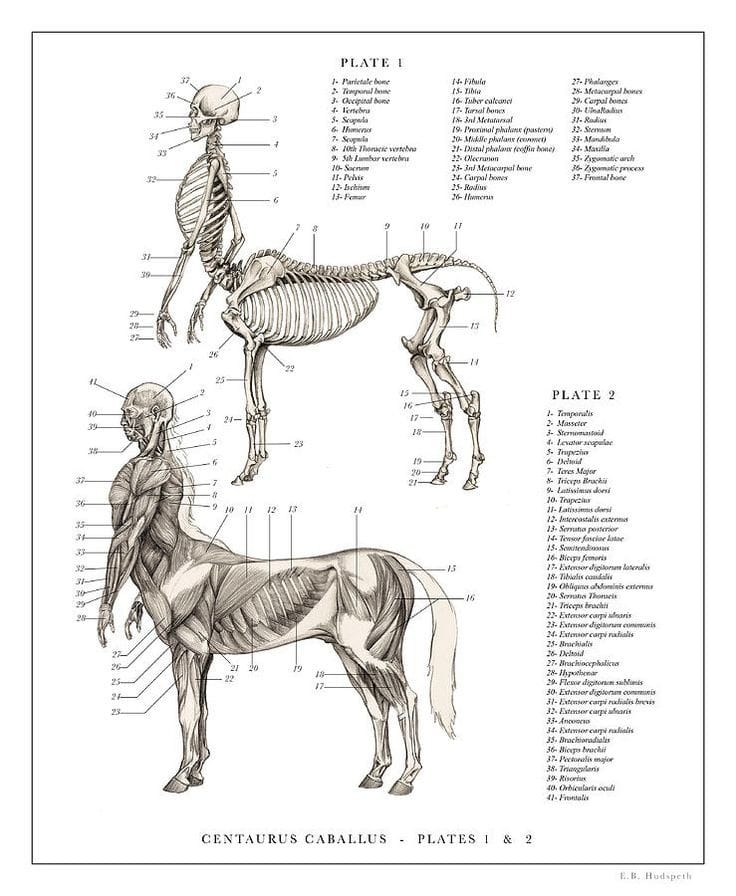 PLATE 1
1- Parietale bone
2- Temporal bone
3- Occipital bone
4- Vertebra
5- Scapula
6- Humerus
7- Scapula
8- 10th Thoracic vertebra
9- 5th Lumbar vertebra
10- Sacrum
11- Pelvis
12- Ischium
13- Femur
14- Fibula
15- Tibia
16- Tuber calcanei
17- Tarsal bones
18- 3rd Metatarsal
19- Proximal phalanx (pastern)
20- Middle phalanx (coronet)
21- Distal phalanx (coffin bone)
22- Olecranon
23- 3rd Metacarpal bone
24- Carpal bones
25- Radius
26- Humerus
27- Phalanges
28- Metacarpal bones
29- Carpal bones
30- UlnaRadius
31- Radius
32- Sternum
33- Mandibula
34- Maxilla
35- Zygomatic arch
36- Zygomatic process
37- Frontal bone
37
1
2
36
35
3
34
4
33
5
32
6
7
8
9
10
11
31
30
12
29
28
27
13
26
22
14
25
15
16
24
17
18
23
19
20
21
PLATE 2
1- Temporalis
2- Masseter
3- Sternomastoid
4- Levator scapulae
5- Trapezius
6- Deltoid
7- Teres Major
8- Triceps Brachii
9- Latissimus dorsi
10- Trapezius
11- Latissimus dorsi
12- Intercostalis externus
13- Serratus posterior
14- Tensor fasciae latae
15- Semitendinosus
16- Biceps femoris
17- Extensor digitorum lateralis
18- Tibialis caudalis
19- Obliquus abdominis externus
20- Serratus Thoracis
21- Triceps brachii
22- Extensor carpi ulnaris
23- Extensor digitorum communis
24- Extensor carpi radialis
25- Brachialis
26- Deltoid
27- Brachiocephalicus
28- Hypothenar
29- Flexor digitorum sublimis
30- Extensor digitorum communis
31- Extensor carpi radialis brevis
32- Extensor carpi ulnaris
33- Anconeus
34- Extensor carpi radialis
35- Brachioradialis
36- Biceps brachii
37- Pectoralis major
38- Triangularis
39- Risorius
40- Orbicularis oculi
41- Frontalis
1
41
2
40
3
39
4
38
5
6
37
7
8
36
9
10
11
12
13
14
35
34
33
15
32
31
30
16
29
28
27
26
21
20
19
18
25
22
17
24
23
CENTAURUS CABALLUS - PLATES 1 & 2
E.B. Hudspeth